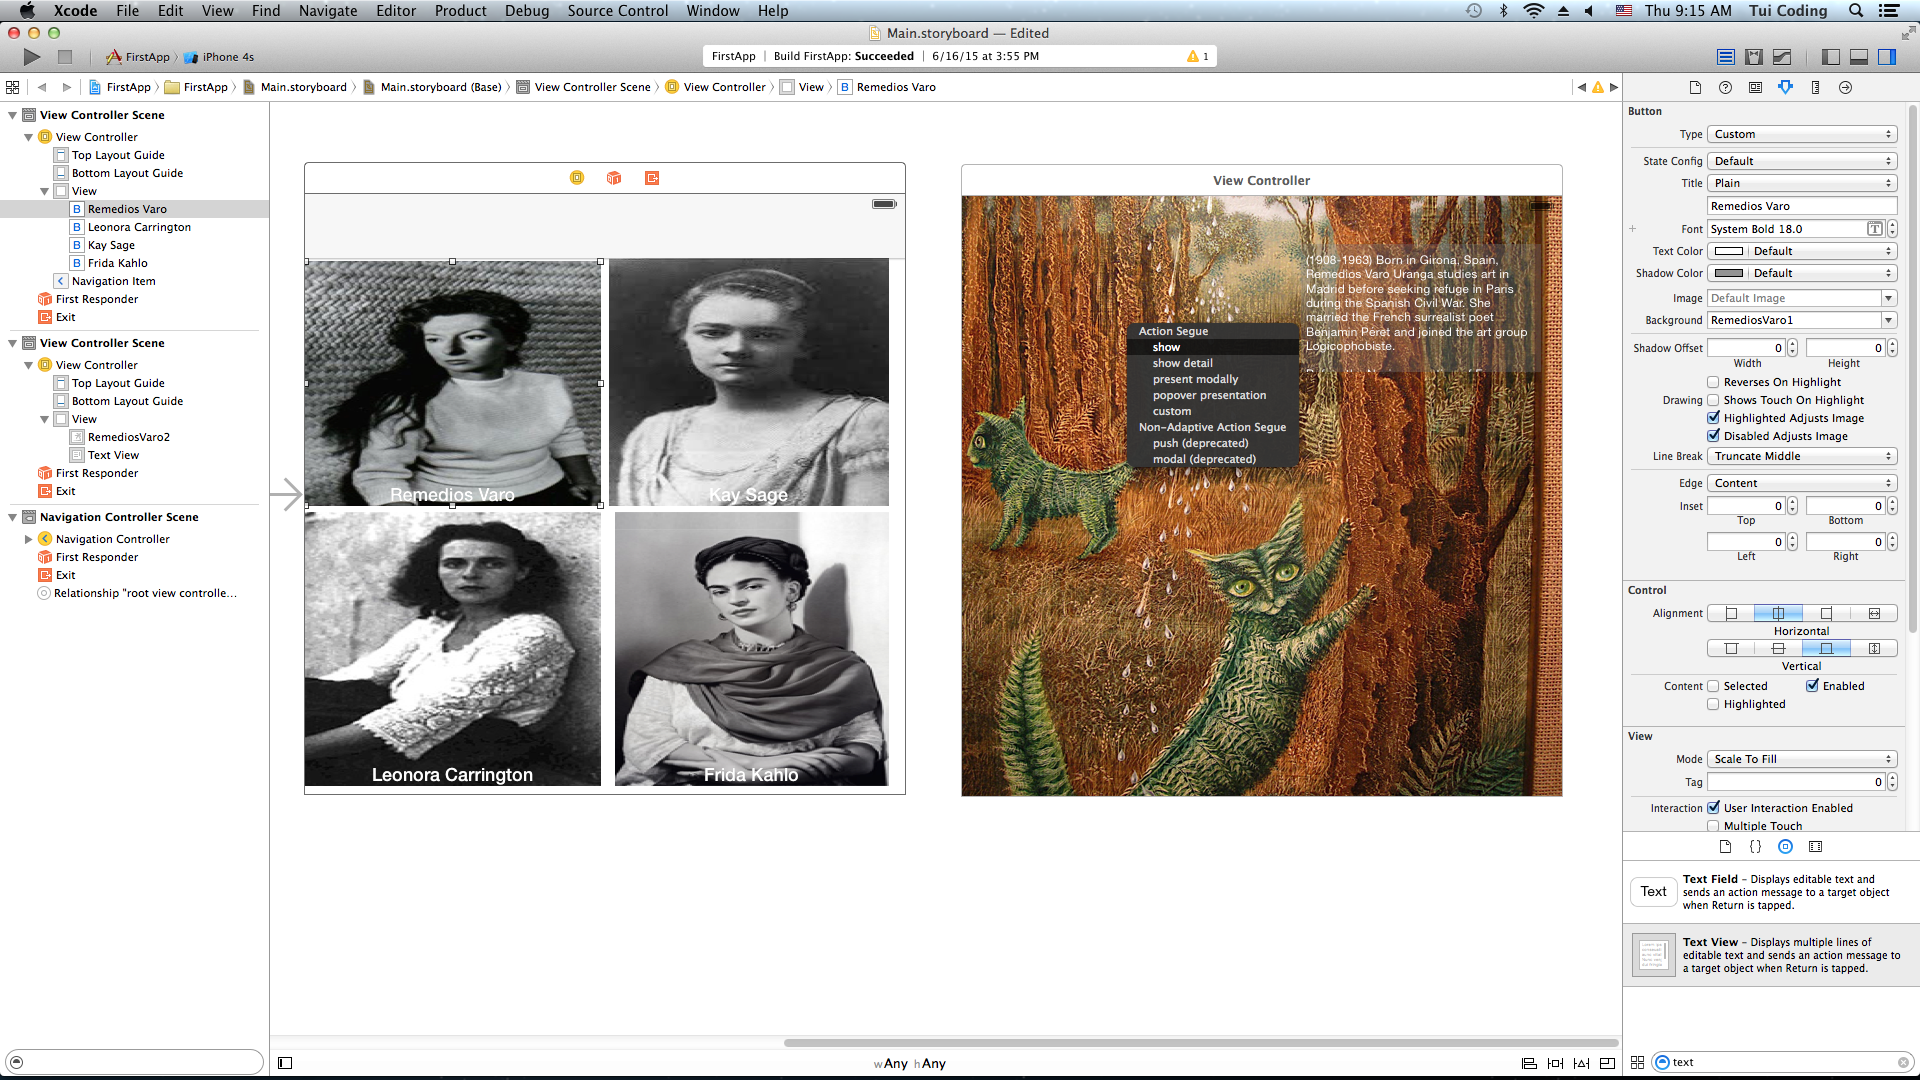 Xcode File Edit View Find Navigate Editor Product Debug Source Control Window Help Thu 9:15 AM Tui Coding
Main.storyboard — Edited
FirstApp iPhone 4s
FirstApp Build FirstApp: Succeeded 6/16/15 at 3:55 PM 1
FirstApp FirstApp Main.storyboard Main.storyboard (Base) View Controller Scene View Controller View B Remedios Varo
View Controller Scene
View Controller
Top Layout Guide
Bottom Layout Guide
View
B Remedios Varo
B Leonora Carrington
B Kay Sage
B Frida Kahlo
Navigation Item
First Responder
Exit
View Controller Scene
View Controller
Top Layout Guide
Bottom Layout Guide
View
RemediosVaro2
Text View
First Responder
Exit
Navigation Controller Scene
Navigation Controller
First Responder
Exit
Relationship "root view controlle...
Remedios Varo
Kay Sage
Leonora Carrington
Frida Kahlo
View Controller
(1908-1963) Born in Girona, Spain,
Remedios Varo Uranga studies art in
Madrid before seeking refuge in Paris
during the Spanish Civil War. She
married the French surrealist poet
Benjamin Péret and joined the art group
Logicophobiste.
Action Segue
show
show detail
present modally
popover presentation
custom
Non-Adaptive Action Segue
push (deprecated)
modal (deprecated)
wAny hAny
Button
Type Custom
State Config Default
Title Plain
Remedios Varo
Font System Bold 18.0
Text Color Default
Shadow Color Default
Image Default Image
Background RemediosVaro1
Shadow Offset 0 0
Width Height
Reverses On Highlight
Drawing Shows Touch On Highlight
Highlighted Adjusts Image
Disabled Adjusts Image
Line Break Truncate Middle
Edge Content
Inset 0 0
Top Bottom
0 0
Left Right
Control
Alignment
Horizontal
Vertical
Content Selected Enabled
Highlighted
View
Mode Scale To Fill
Tag 0
Interaction User Interaction Enabled
Multiple Touch
Text
Text Field - Displays editable text and
sends an action message to a target object
when Return is tapped.
Text View - Displays multiple lines of
editable text and sends an action message to
a target object when Return is tapped.
text